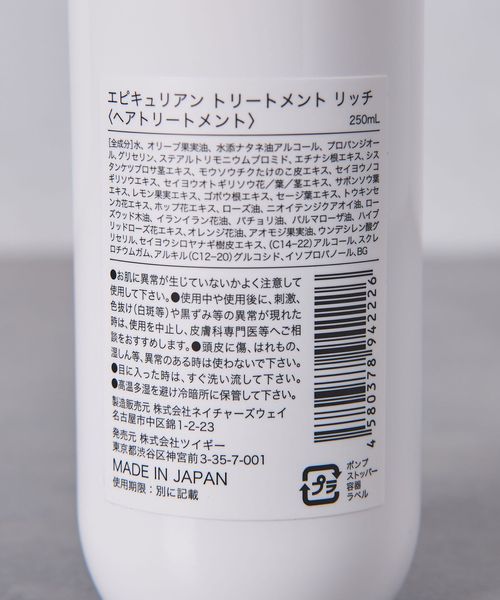 エピキュリアン トリートメント リッチ
〈ヘアトリートメント〉 250mL
[全成分]水、オリーブ果実油、水添ナタネ油アルコール、プロパンジオー
ル、グリセリン、ステアルトリモニウムブロミド、エチナシ根エキス、シス
タンケツブロサ茎エキス、モウソウチクたけのこ皮エキス、セイヨウノコ
ギリソウエキス、セイヨウオトギリソウ花/葉/茎エキス、サボンソウ葉
エキス、レモン果実エキス、ゴボウ根エキス、セージ葉エキス、トウキンセ
ンカ花エキス、ホップ花エキス、ローズ油、ニオイテンジクアオイ油、ロー
ズウッド木油、イランイラン花油、パチョリ油、パルマローザ油、ハイブ
リッドローズ花エキス、オレンジ花油、アオモジ果実油、ウンデシレン酸グ
リセリル、セイヨウシロヤナギ樹皮エキス、(C14–22)アルコール、スクレ
ロチウムガム、アルキル(C12–20)グルコシド、イソプロパノール、BG
●お肌に異常が生じていないかよく注意して
使用して下さい。●使用中や使用後に、刺激、
色抜け(白斑等)や黒ずみ等の異常が現れた
時は、使用を中止し、皮膚科専門医等へご相
談をおすすめします。●頭皮に傷、はれもの、
湿しん等、異常のある時は使わないで下さい。
●目に入った時は、すぐ洗い流して下さい。
●高温多湿を避け冷暗所に保管して下さい。
製造販売元 株式会社ネイチャーズウェイ
名古屋市中区錦1-2-23
発売元 株式会社ツイギー
東京都渋谷区神宮前3-35-7-001
MADE IN JAPAN
使用期限：別に記載
4 580378 942226
プラ
ポンプ
ストッパー
容器
ラベル